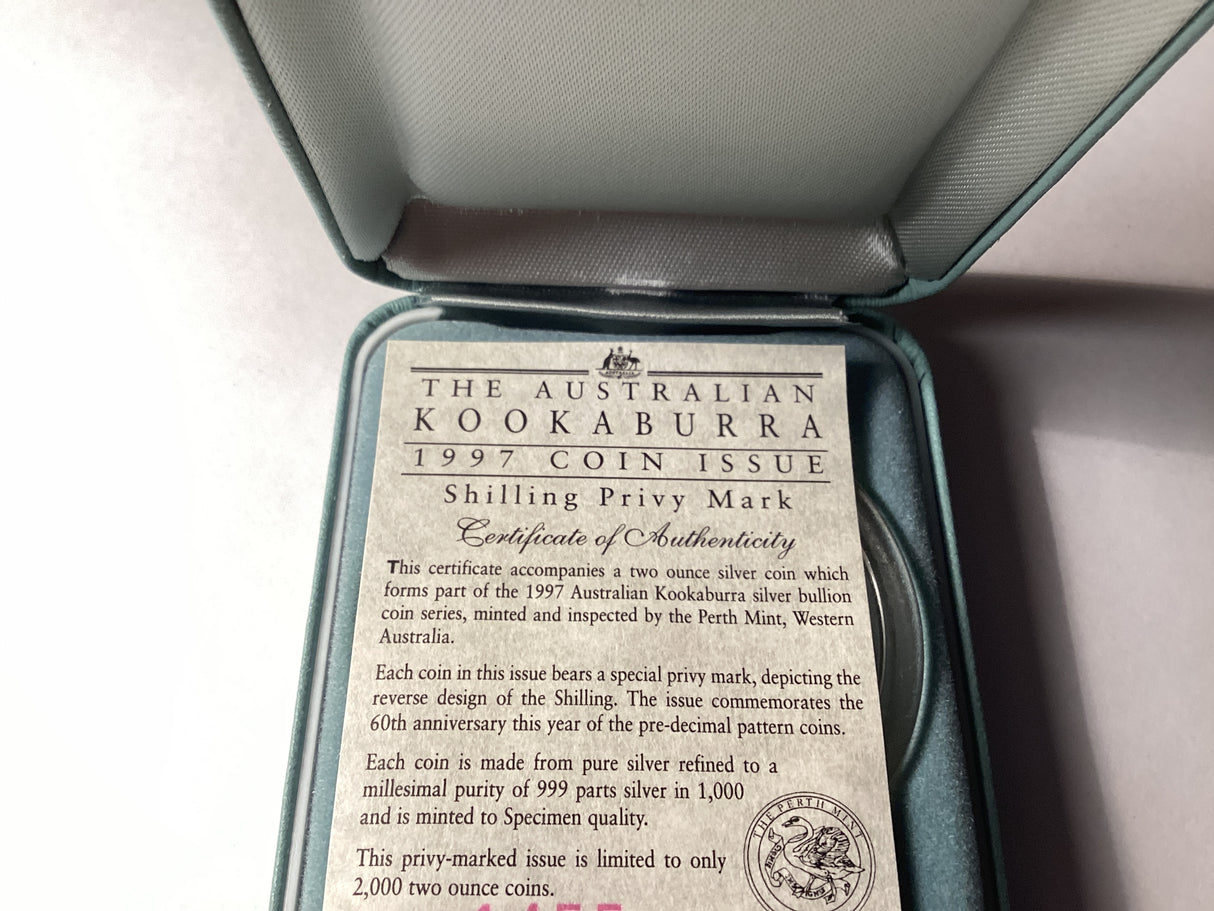 AUSTRALIA
THE AUSTRALIAN
KOOKABURRA
1997 COIN ISSUE
Shilling Privy Mark
Certificate of Authenticity
This certificate accompanies a two ounce silver coin which
forms part of the 1997 Australian Kookaburra silver bullion
coin series, minted and inspected by the Perth Mint, Western
Australia.
Each coin in this issue bears a special privy mark, depicting the
reverse design of the Shilling. The issue commemorates the
60th anniversary this year of the pre-decimal pattern coins.
Each coin is made from pure silver refined to a
millesimal purity of 999 parts silver in 1,000
and is minted to Specimen quality.
THE PERTH MINT
This privy-marked issue is limited to only
2,000 two ounce coins.